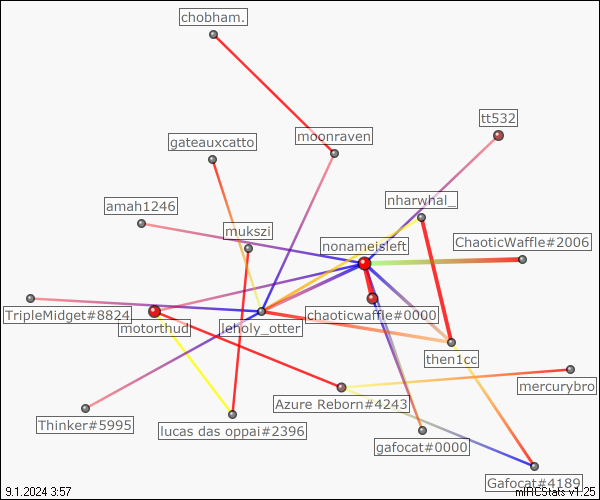 chobham.
tt532
moonraven
gateauxcatto
nharwhal_
amah1246
mukszi
nonameisleft
ChaoticWaffle#2006
TripleMidget#8824
motorthud
leholy_otter
chaoticwaffle#0000
then1cc
mercurybro
Azure Reborn#4243
Thinker#5995
lucas das oppai#2396
gafocat#0000
Gafocat#4189
9.1.2024 3:57
mIRCStats v1.25